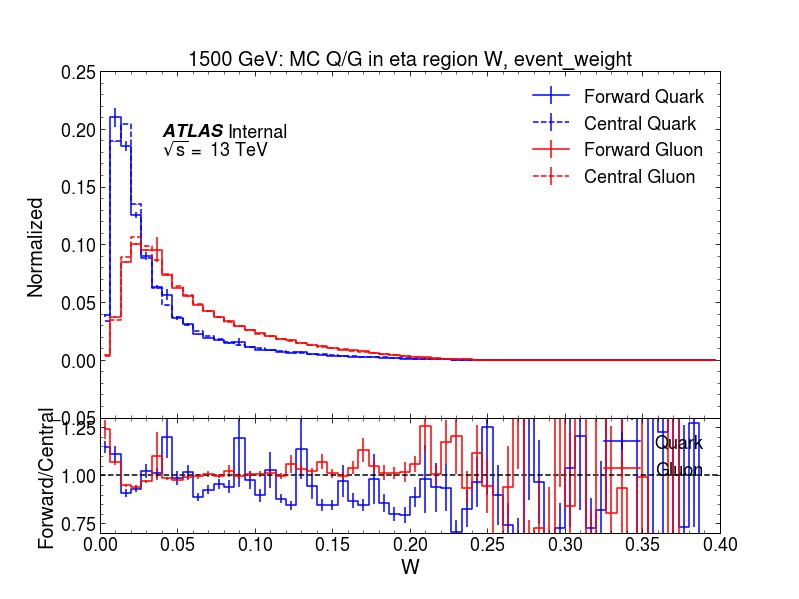 1500 GeV: MC Q/G in eta region W, event_weight
0.25
0.20
0.15
0.10
0.05
0.00
0.05
Normalized
ATLAS Internal
√s = 13 TeV
Forward Quark
Central Quark
Forward Gluon
Central Gluon
1.25
1.00
0.75
Forward/Central
Quark
Gluon
0.00 0.05 0.10 0.15 0.20 0.25 0.30 0.35 0.40
W